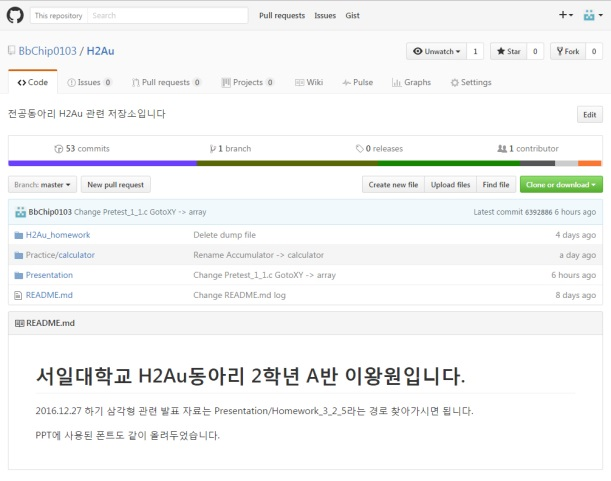 This repository Search Pull requests Issues Gist
BbChip0103 / H2Au Unwatch 1 Star 0 Fork 0
Code Issues 0 Pull requests 0 Projects 0 Wiki Pulse Graphs Settings
전공동아리 H2Au 관련 저장소입니다 Edit
53 commits 1 branch 0 releases 1 contributor
Branch: master New pull request Create new file Upload files Find file Clone or download
BbChip0103 Change Pretest_1_1.c GotoXY -> array Latest commit 6392886 6 hours ago
H2Au_homework Delete dump file 4 days ago
Practice/calculator Rename Accumulator -> calculator a day ago
Presentation Change Pretest_1_1.c GotoXY -> array 6 hours ago
README.md Change README.md log 8 days ago
README.md
서일대학교 H2Au동아리 2학년 A반 이왕원입니다.
2016.12.27 하기 삼각형 관련 발표 자료는 Presentation/Homework_3_2_5라는 경로 찾아가시면 됩니다.
PPT에 사용된 폰트도 같이 올려두었습니다.